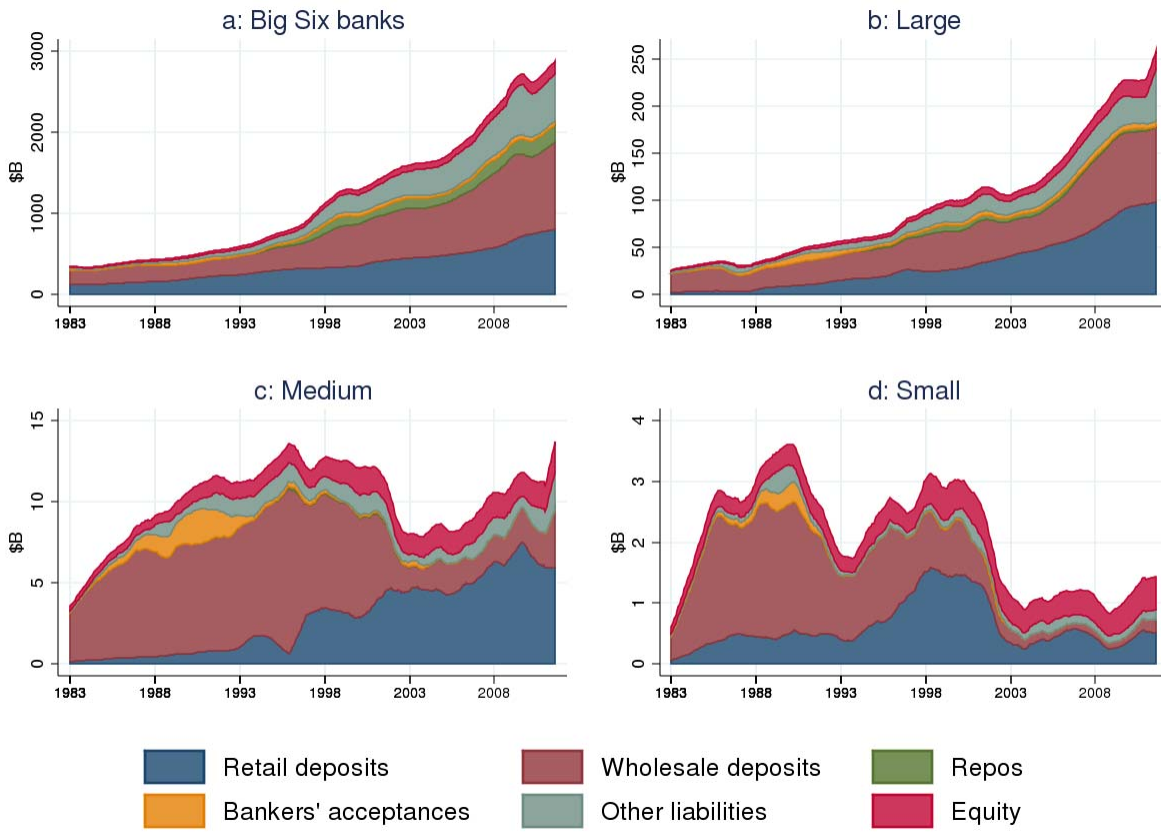 a: Big Six banks
$B
3000
2000
1000
0
1983 1988 1993 1998 2003 2008
b: Large
$B
250
200
150
100
50
0
1983 1988 1993 1998 2003 2008
c: Medium
$B
15
10
5
0
1983 1988 1993 1998 2003 2008
d: Small
$B
4
3
2
1
0
1983 1988 1993 1998 2003 2008
Retail deposits Wholesale deposits Repos
Bankers' acceptances Other liabilities Equity